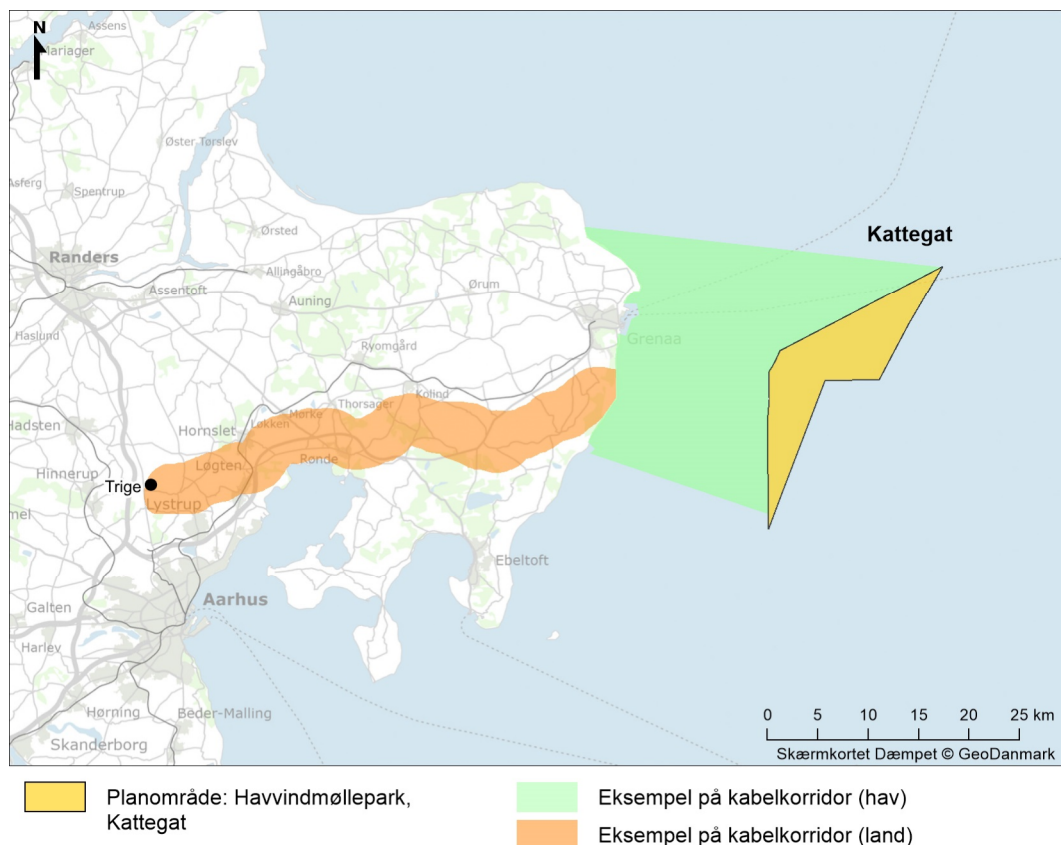 N
Assens
Mariager
Øster Tørslev
Asferg
Spentrup
Ørsted
Kattegat
Randers
Allingåbro
Assentoft
Auning
Ørum
Haslund
Grenaa
Ryomgård
Kolind
Thorsager
Hadsten
Hornslet
Mørke
Løkken
Rønde
Hinnerup
Løgten
Trige
Lystrup
mel
Ebeltoft
Galten
Aarhus
Harlev
Hørning
Beder-Malling
Skanderborg
0 5 10 15 20 25 km
Skærmkortet Dæmpet © GeoDanmark
Planområde: Havvindmøllepark,
Kattegat
Eksempel på kabelkorridor (hav)
Eksempel på kabelkorridor (land)